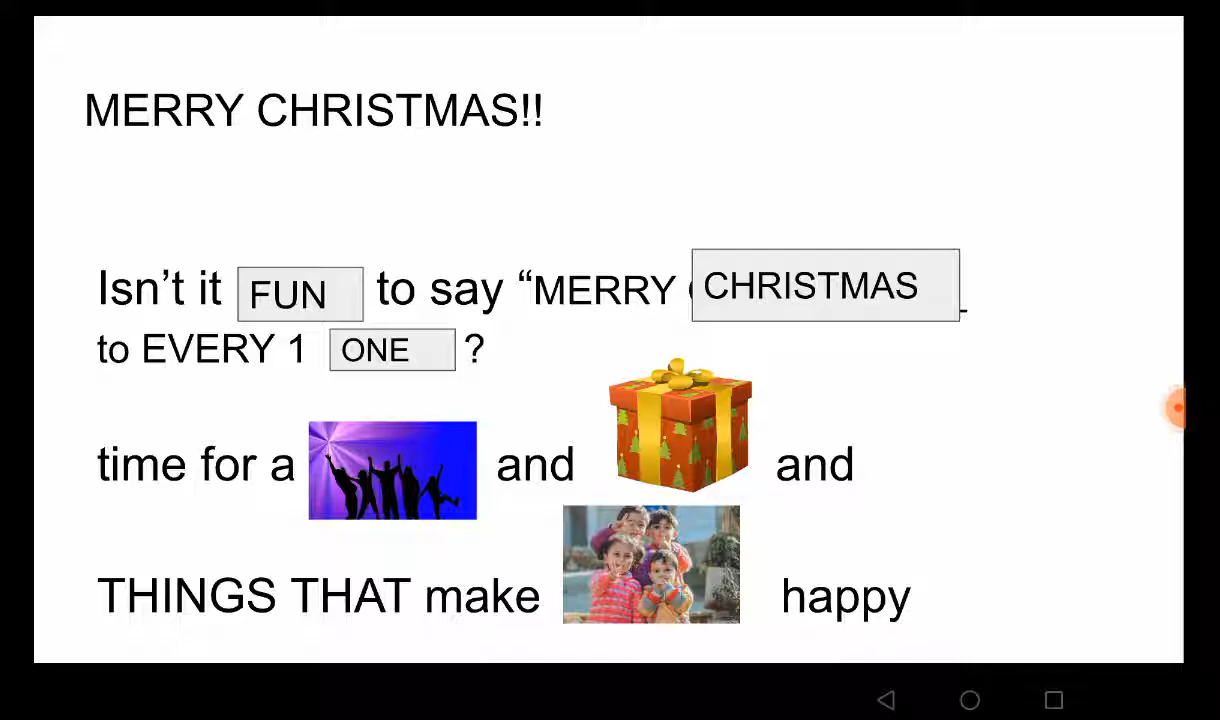 MERRY CHRISTMAS!!
Isn't it FUN to say “MERRY CHRISTMAS
to EVERY 1 ONE ?
time for a and and
THINGS THAT make happy